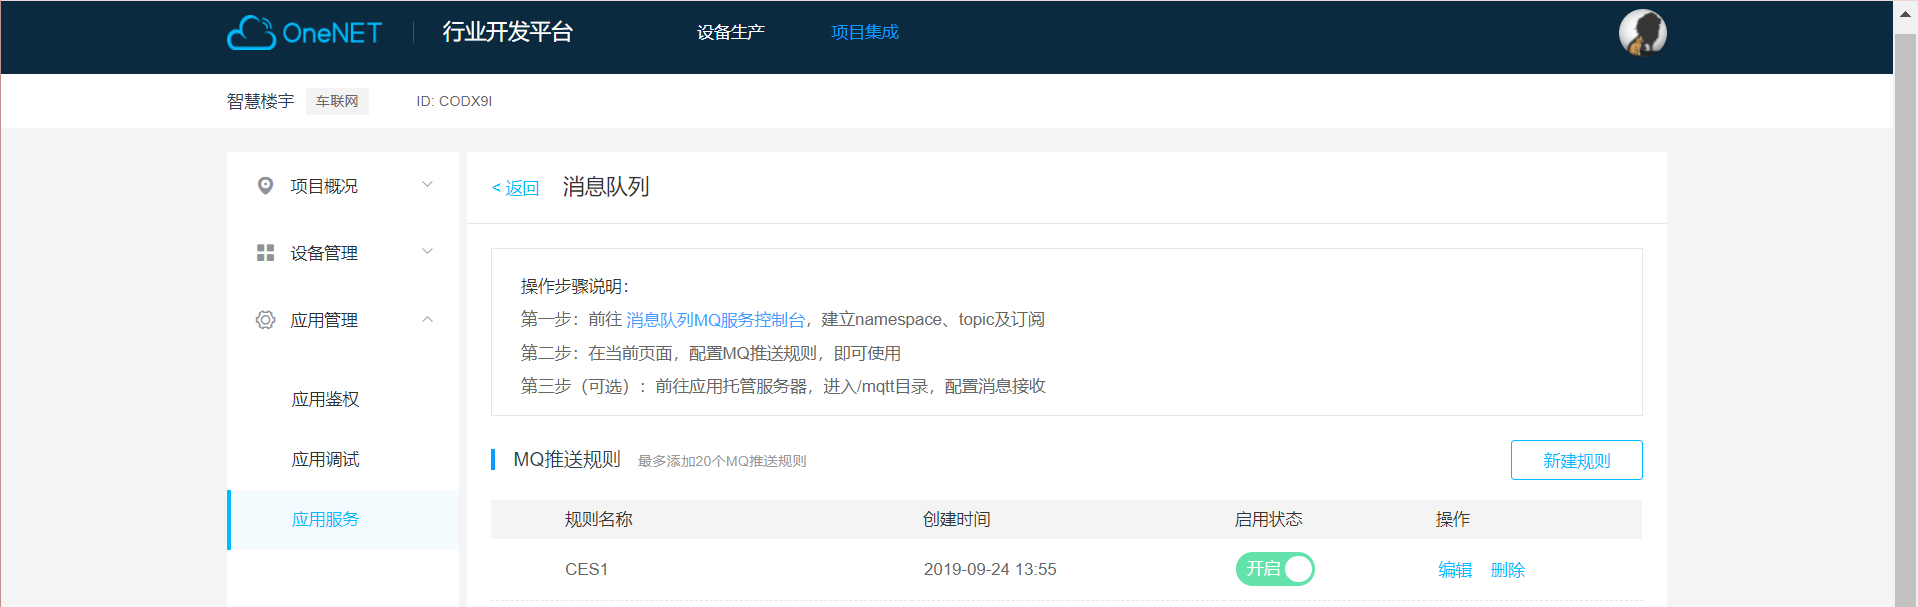 OneNET 行业开发平台 设备生产 项目集成
智慧楼宇 车联网 ID: CODX9I
项目概况
设备管理
应用管理
应用鉴权
应用调试
应用服务
< 返回 消息队列
操作步骤说明：
第一步：前往 消息队列MQ服务控制台，建立namespace、topic及订阅
第二步：在当前页面，配置MQ推送规则，即可使用
第三步（可选）：前往应用托管服务器，进入/mqtt目录，配置消息接收
MQ推送规则 最多添加20个MQ推送规则 新建规则
规则名称 创建时间 启用状态 操作
CES1 2019-09-24 13:55 开启 编辑 删除